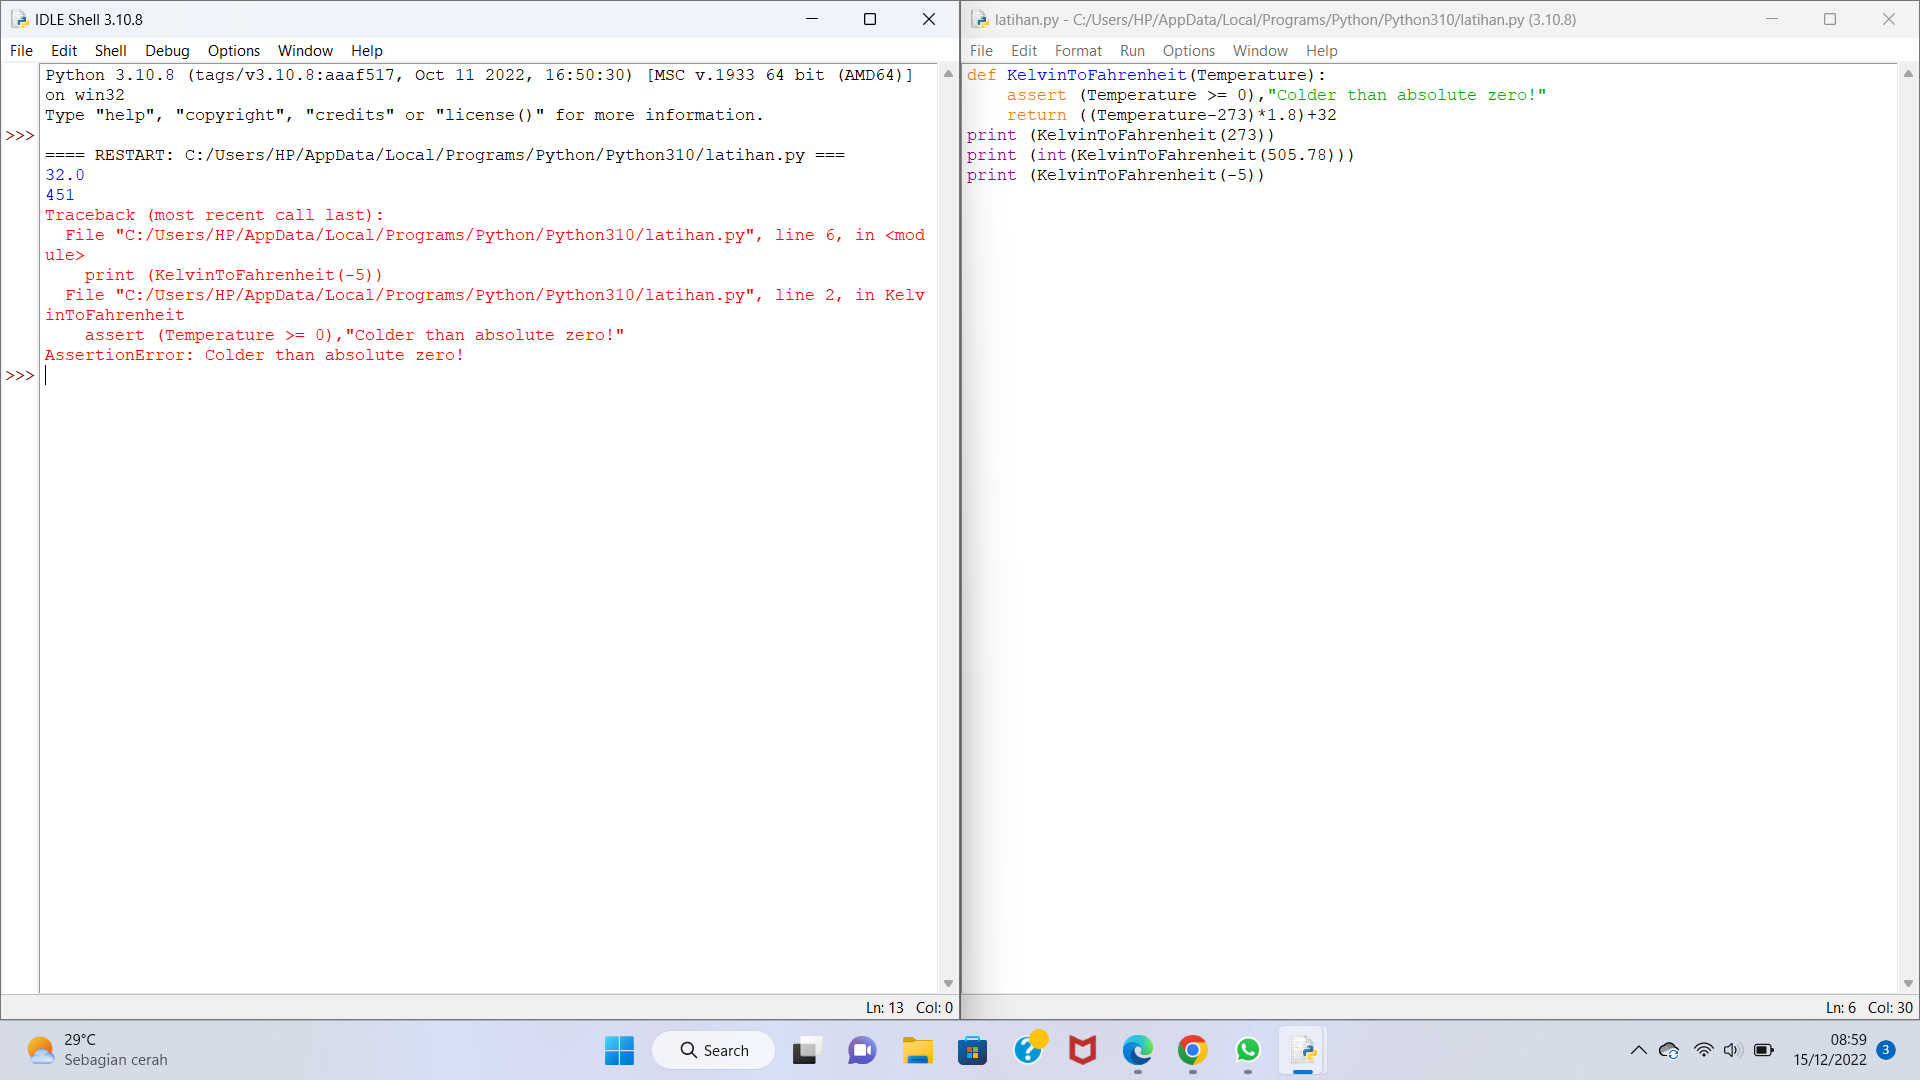 IDLE Shell 3.10.8
File Edit Shell Debug Options Window Help
Python 3.10.8 (tags/v3.10.8:aaaf517, Oct 11 2022, 16:50:30) [MSC v.1933 64 bit (AMD64)]
on win32
Type "help", "copyright", "credits" or "license()" for more information.
>>>
==== RESTART: C:/Users/HP/AppData/Local/Programs/Python/Python310/latihan.py ===
32.0
451
Traceback (most recent call last):
  File "C:/Users/HP/AppData/Local/Programs/Python/Python310/latihan.py", line 6, in <mod
ule>
    print (KelvinToFahrenheit(-5))
  File "C:/Users/HP/AppData/Local/Programs/Python/Python310/latihan.py", line 2, in Kelv
inToFahrenheit
    assert (Temperature >= 0),"Colder than absolute zero!"
AssertionError: Colder than absolute zero!
>>>
Ln: 13 Col: 0
latihan.py - C:/Users/HP/AppData/Local/Programs/Python/Python310/latihan.py (3.10.8)
File Edit Format Run Options Window Help
def KelvinToFahrenheit(Temperature):
    assert (Temperature >= 0),"Colder than absolute zero!"
    return ((Temperature-273)*1.8)+32
print (KelvinToFahrenheit(273))
print (int(KelvinToFahrenheit(505.78)))
print (KelvinToFahrenheit(-5))
Ln: 6 Col: 30
29°C
Sebagian cerah
Search
08:59
15/12/2022
3